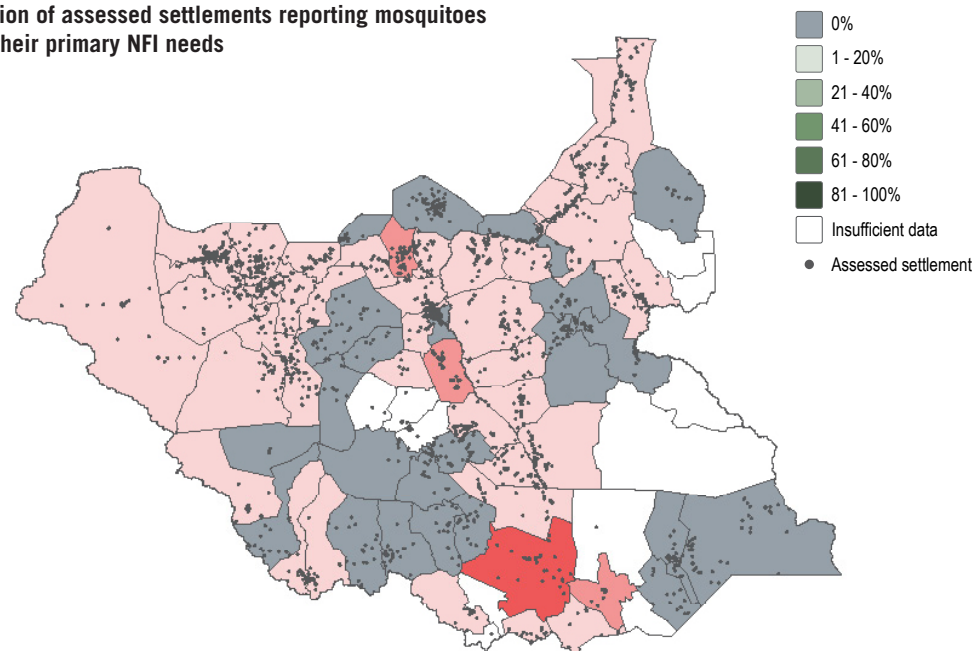 ion of assessed settlements reporting mosquitoes
heir primary NFI needs
0%
1 - 20%
21 - 40%
41 - 60%
61 - 80%
81 - 100%
Insufficient data
Assessed settlement